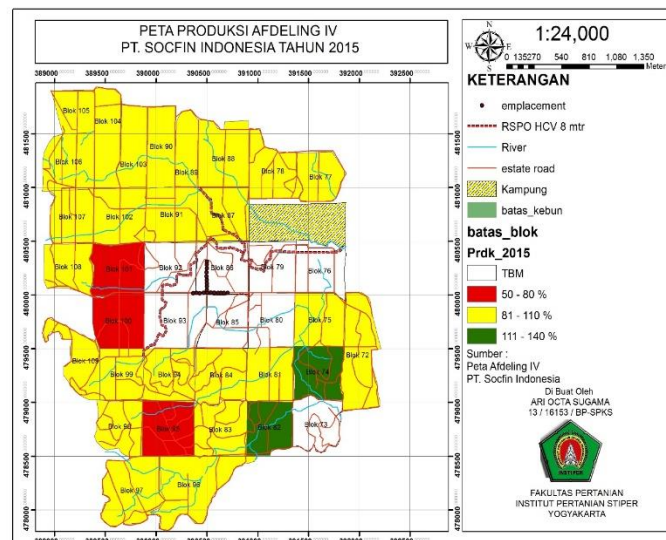 PETA PRODUKSI AFDELING IV
PT. SOCFIN INDONESIA TAHUN 2015
1:24,000
0 135270 540 810 1,080 1,350
Meter
KETERANGAN
emplacement
RSPO HCV 8 mtr
River
estate road
Kampung
batas_kebun
batas_blok
Prdk_2015
TBM
50 - 80 %
81 - 110 %
111 - 140 %
Sumber :
Peta Afdeling IV
PT. Socfin Indonesia
Di Buat Oleh
ARI OCTA SUGAMA
13 / 16153 / BP-SPKS
INSTIPER
FAKULTAS PERTANIAN
INSTITUT PERTANIAN STIPER
YOGYAKARTA
389000 389500 390000 390500 391000 391500 392000 392500
481500
481000
480500
480000
479500
479000
478500
478000
Blok 105
Blok 104
Blok 90
Blok 106
Blok 103
Blok 89
Blok 88
Blok 78
Blok 77
Blok 107
Blok 102
Blok 91
Blok 87
Blok 108
Blok 101
Blok 92
Blok 86
Blok 79
Blok 76
Blok 100
Blok 93
Blok 85
Blok 80
Blok 75
Blok 109
Blok 99
Blok 94
Blok 84
Blok 81
Blok 74
Blok 72
Blok 98
Blok 83
Blok 82
Blok 73
Blok 97
Blok 96